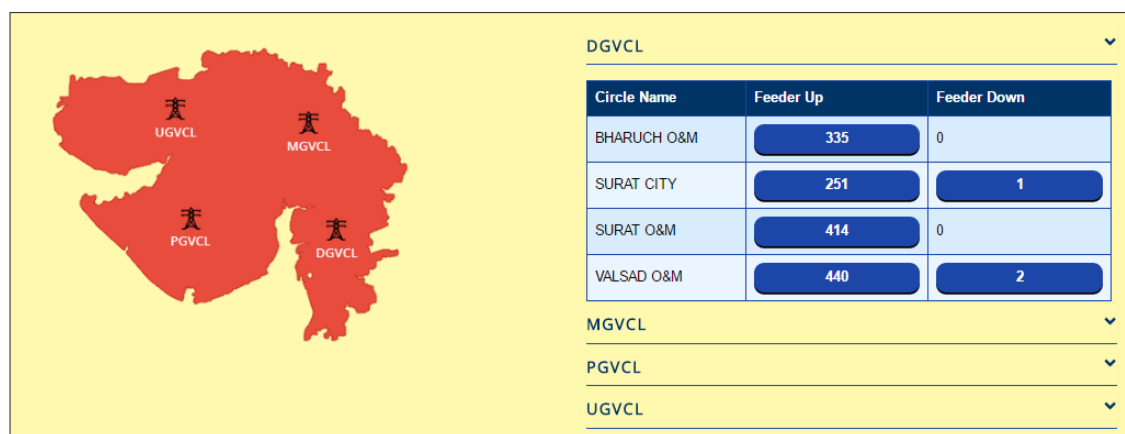 UGVCL
MGVCL
PGVCL
DGVCL
DGVCL
Circle Name Feeder Up Feeder Down
BHARUCH O&M 335 0
SURAT CITY 251 1
SURAT O&M 414 0
VALSAD O&M 440 2
MGVCL
PGVCL
UGVCL